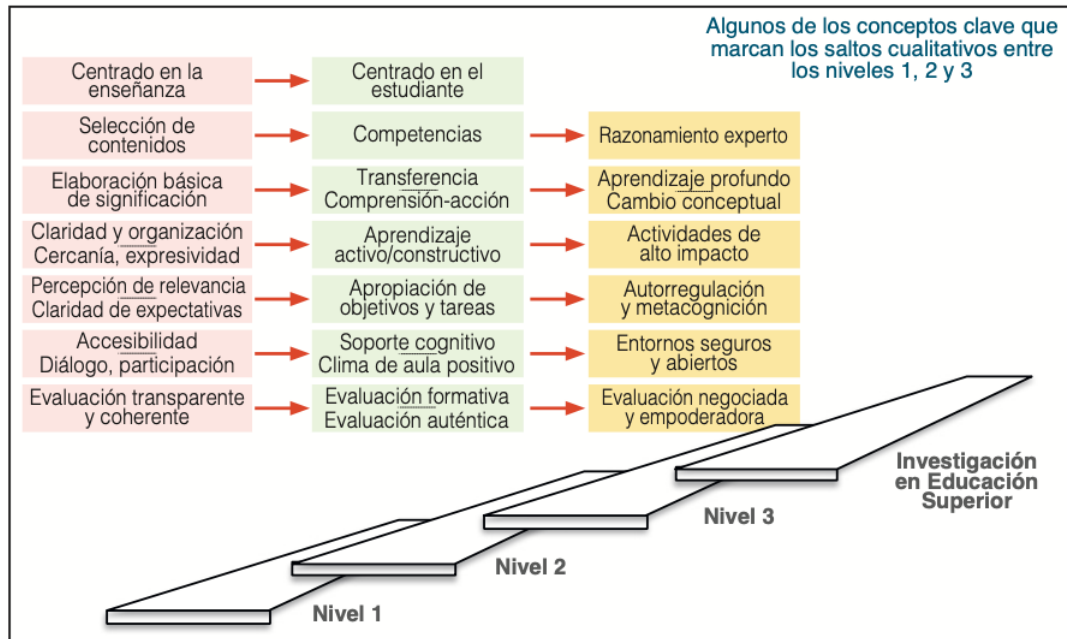 Algunos de los conceptos clave que
marcan los saltos cualitativos entre
los niveles 1, 2 y 3
Centrado en la
enseñanza
Centrado en el
estudiante
Selección de
contenidos
Competencias
Razonamiento experto
Elaboración básica
de significación
Transferencia
Comprensión-acción
Aprendizaje profundo
Cambio conceptual
Claridad y organización
Cercanía, expresividad
Aprendizaje
activo/constructivo
Actividades de
alto impacto
Percepción de relevancia
Claridad de expectativas
Apropiación de
objetivos y tareas
Autorregulación
y metacognición
Accesibilidad
Diálogo, participación
Soporte cognitivo
Clima de aula positivo
Entornos seguros
y abiertos
Evaluación transparente
y coherente
Evaluación formativa
Evaluación auténtica
Evaluación negociada
y empoderadora
Investigación
en Educación
Superior
Nivel 3
Nivel 2
Nivel 1